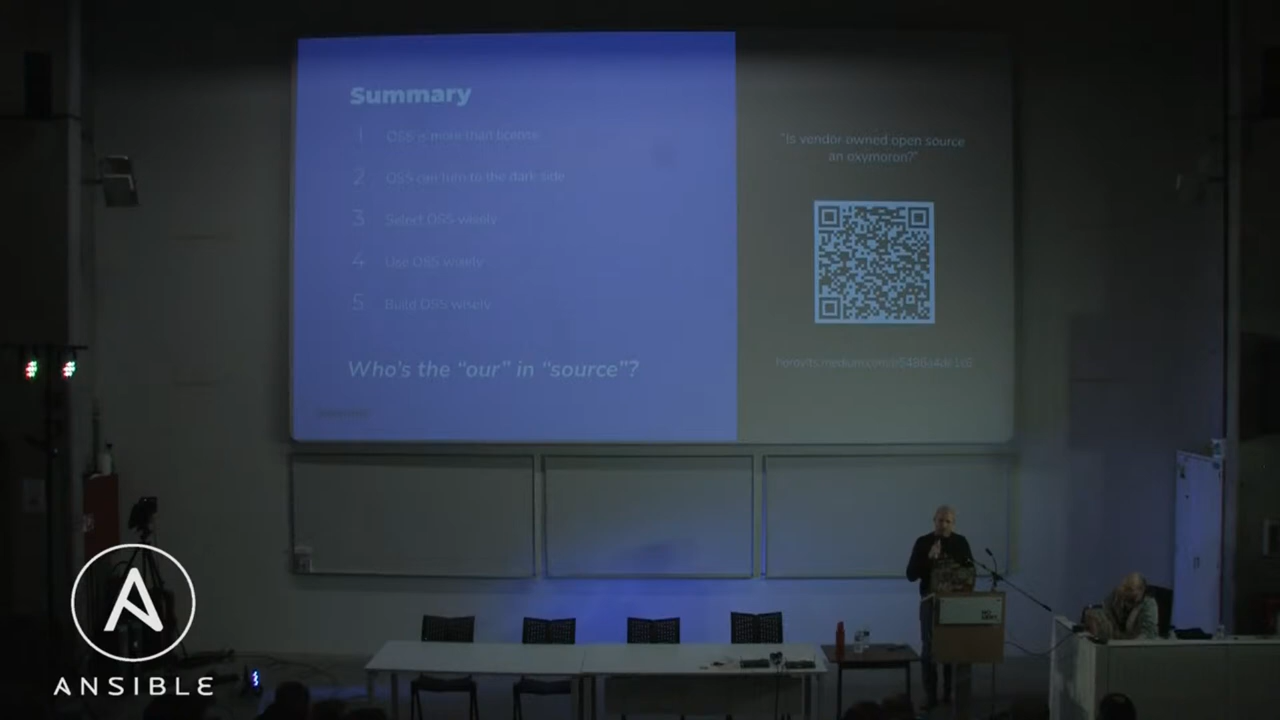 Summary
1 OSS is more than license
2 OSS can turn to the dark side
3 Select OSS wisely
4 Use OSS wisely
5 Build OSS wisely
Who's the “our” in “source”?
“Is vendor owned open source
an oxymoron?”
ANSIBLE